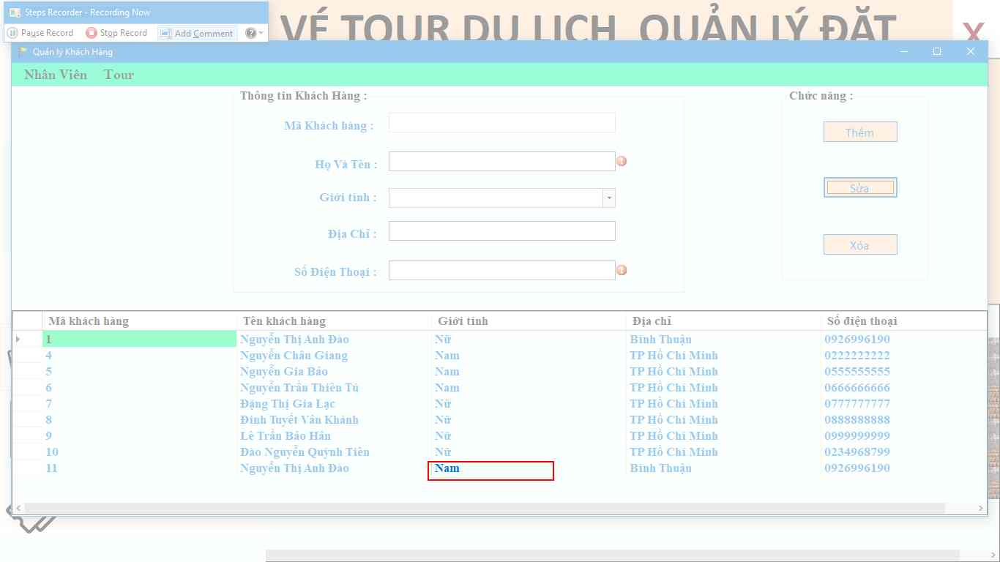 Steps Recorder - Recording Now
Pause Record Stop Record Add Comment
VÉ TOUR DU LỊCH QUẢN LÝ ĐẶT
X
Quản lý Khách Hàng
Nhân Viên Tour
Thông tin Khách Hàng :
Chức năng :
Mã Khách hàng :
Thêm
Họ Và Tên :
Sửa
Giới tính :
Địa Chỉ :
Xóa
Số Điện Thoại :
Mã khách hàng Tên khách hàng Giới tính Địa chỉ Số điện thoại
1 Nguyễn Thị Anh Đào Nữ Bình Thuận 0926996190
4 Nguyễn Châu Giang Nam TP Hồ Chí Minh 0222222222
5 Nguyễn Gia Bảo Nam TP Hồ Chí Minh 0555555555
6 Nguyễn Trần Thiên Tú Nam TP Hồ Chí Minh 0666666666
7 Đặng Thị Gia Lạc Nữ TP Hồ Chí Minh 0777777777
8 Đinh Tuyết Vân Khánh Nữ TP Hồ Chí Minh 0888888888
9 Lê Trần Bảo Hân Nữ TP Hồ Chí Minh 0999999999
10 Đào Nguyễn Quỳnh Tiên Nữ TP Hồ Chí Minh 0234968799
11 Nguyễn Thị Anh Đào Nam Bình Thuận 0926996190